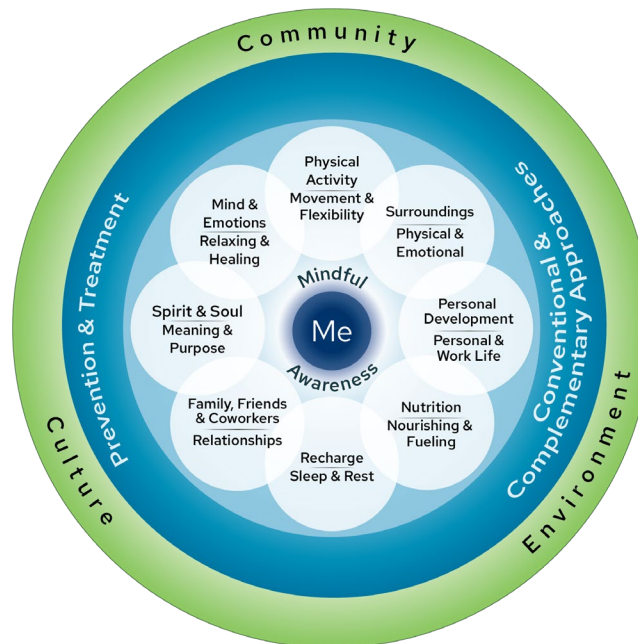 Community
Prevention & Treatment
Conventional &
Complementary Approaches
Physical
Activity
Movement &
Flexibility
Mind &
Emotions
Relaxing &
Healing
Surroundings
Physical &
Emotional
Mindful
Me
Awareness
Spirit & Soul
Meaning &
Purpose
Personal
Development
Personal &
Work Life
Family, Friends
& Coworkers
Relationships
Nutrition
Nourishing &
Fueling
Recharge
Sleep & Rest
Culture
Environment